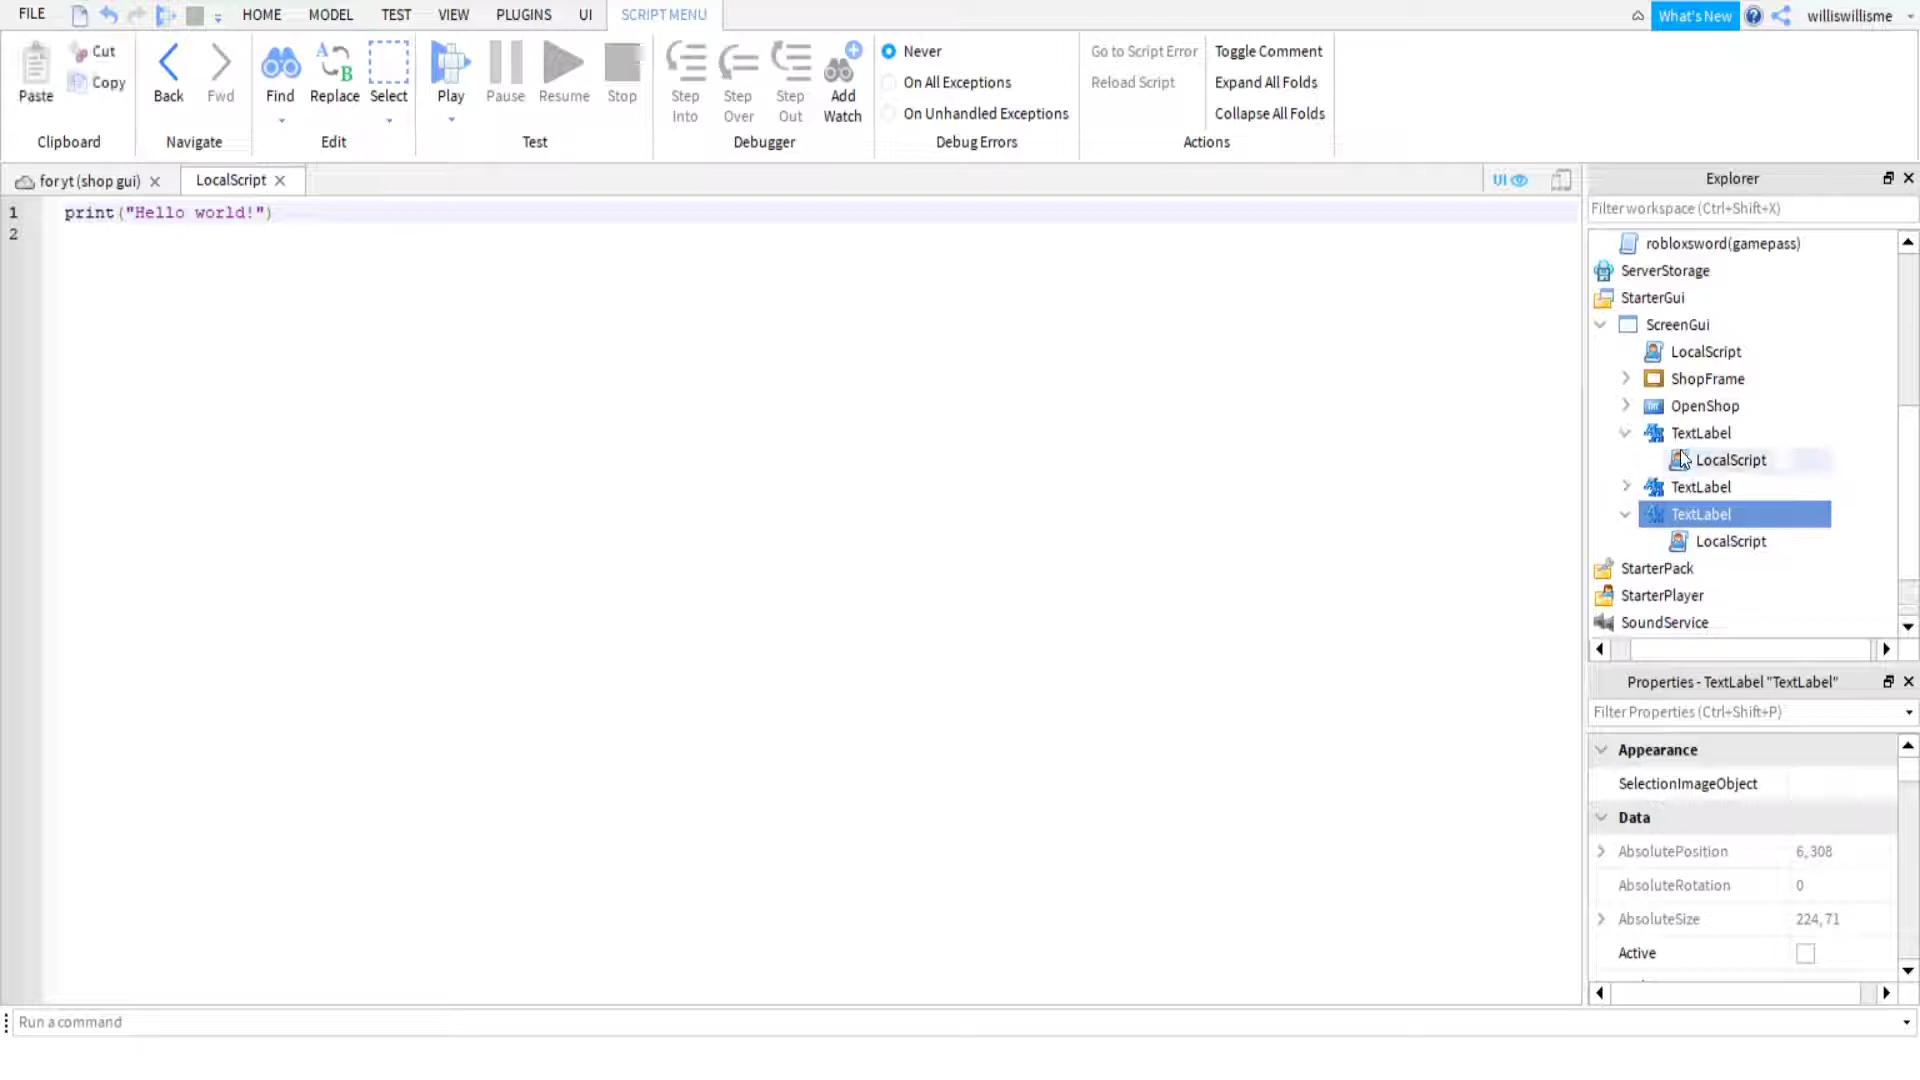 FILE HOME MODEL TEST VIEW PLUGINS UI SCRIPT MENU What's New williswillisme
Paste Cut Copy
Clipboard
Back Fwd
Navigate
Find Replace Select
Edit
Play Pause Resume Stop
Test
Step Into Step Over Step Out Add Watch
Debugger
Never
On All Exceptions
On Unhandled Exceptions
Debug Errors
Go to Script Error
Reload Script
Toggle Comment
Expand All Folds
Collapse All Folds
Actions
for yt (shop gui) LocalScript UI
1 print("Hello world!")
2
Explorer
Filter workspace (Ctrl+Shift+X)
robloxsword(gamepass)
ServerStorage
StarterGui
ScreenGui
LocalScript
ShopFrame
OpenShop
TextLabel
LocalScript
TextLabel
TextLabel
LocalScript
StarterPack
StarterPlayer
SoundService
Properties - TextLabel "TextLabel"
Filter Properties (Ctrl+Shift+P)
Appearance
SelectionImageObject
Data
AbsolutePosition 6, 308
AbsoluteRotation 0
AbsoluteSize 224, 71
Active
Run a command